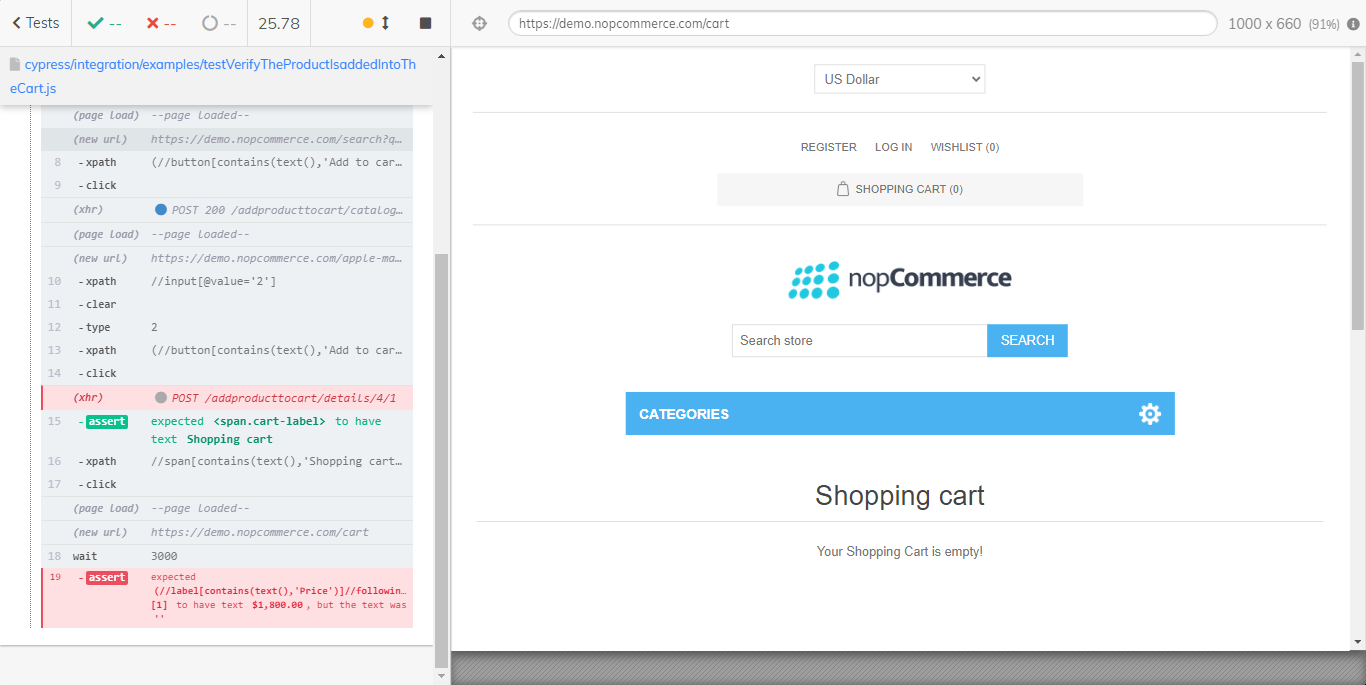 Tests
--
--
--
25.78
cypress/integration/examples/testVerifyTheProductIsaddedIntoTh
eCart.js
(page load) --page loaded--
(new url) https://demo.nopcommerce.com/search?q…
8 -xpath (//button[contains(text(),'Add to car…
9 -click
(xhr) POST 200 /addproducttocart/catalog…
(page load) --page loaded--
(new url) https://demo.nopcommerce.com/apple-ma…
10 -xpath //input[@value='2']
11 -clear
12 -type 2
13 -xpath (//button[contains(text(),'Add to car…
14 -click
(xhr) POST /addproducttocart/details/4/1
15 -assert expected <span.cart-label> to have
text Shopping cart
16 -xpath //span[contains(text(),'Shopping cart…
17 -click
(page load) --page loaded--
(new url) https://demo.nopcommerce.com/cart
18 wait 3000
19 -assert expected
(//label[contains(text(),'Price')]//followin…
[1] to have text $1,800.00, but the text was
''
https://demo.nopcommerce.com/cart
1000 x 660 (91%)
US Dollar
REGISTER LOG IN WISHLIST (0)
SHOPPING CART (0)
nopCommerce
Search store SEARCH
CATEGORIES
Shopping cart
Your Shopping Cart is empty!